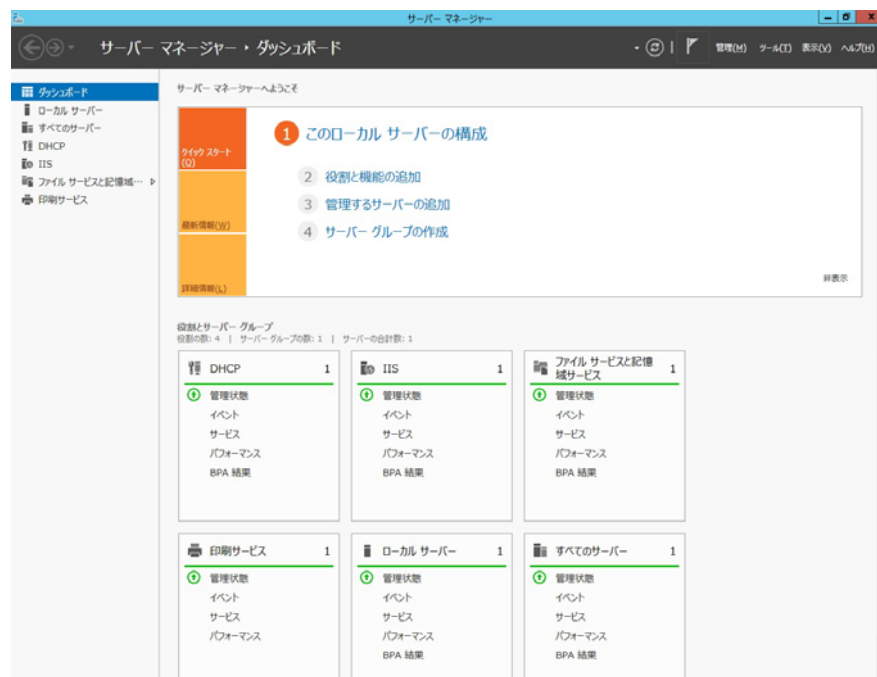 サーバー マネージャー
サーバー マネージャー ・ ダッシュボード
管理(M) ツール(T) 表示(V) ヘルプ(H)
ダッシュボード
ローカル サーバー
すべてのサーバー
DHCP
IIS
ファイル サービスと記憶域…
印刷サービス
サーバー マネージャーへようこそ
クイック スタート
(Q)
最新情報(W)
詳細情報(L)
1 このローカル サーバーの構成
2 役割と機能の追加
3 管理するサーバーの追加
4 サーバー グループの作成
非表示
役割とサーバー グループ
役割の数: 4 | サーバー グループの数: 1 | サーバーの合計数: 1
DHCP 1
管理状態
イベント
サービス
パフォーマンス
BPA 結果
IIS 1
管理状態
イベント
サービス
パフォーマンス
BPA 結果
ファイル サービスと記憶
域サービス 1
管理状態
イベント
サービス
パフォーマンス
BPA 結果
印刷サービス 1
管理状態
イベント
サービス
パフォーマンス
ローカル サーバー 1
管理状態
イベント
サービス
パフォーマンス
BPA 結果
すべてのサーバー 1
管理状態
イベント
サービス
パフォーマンス
BPA 結果